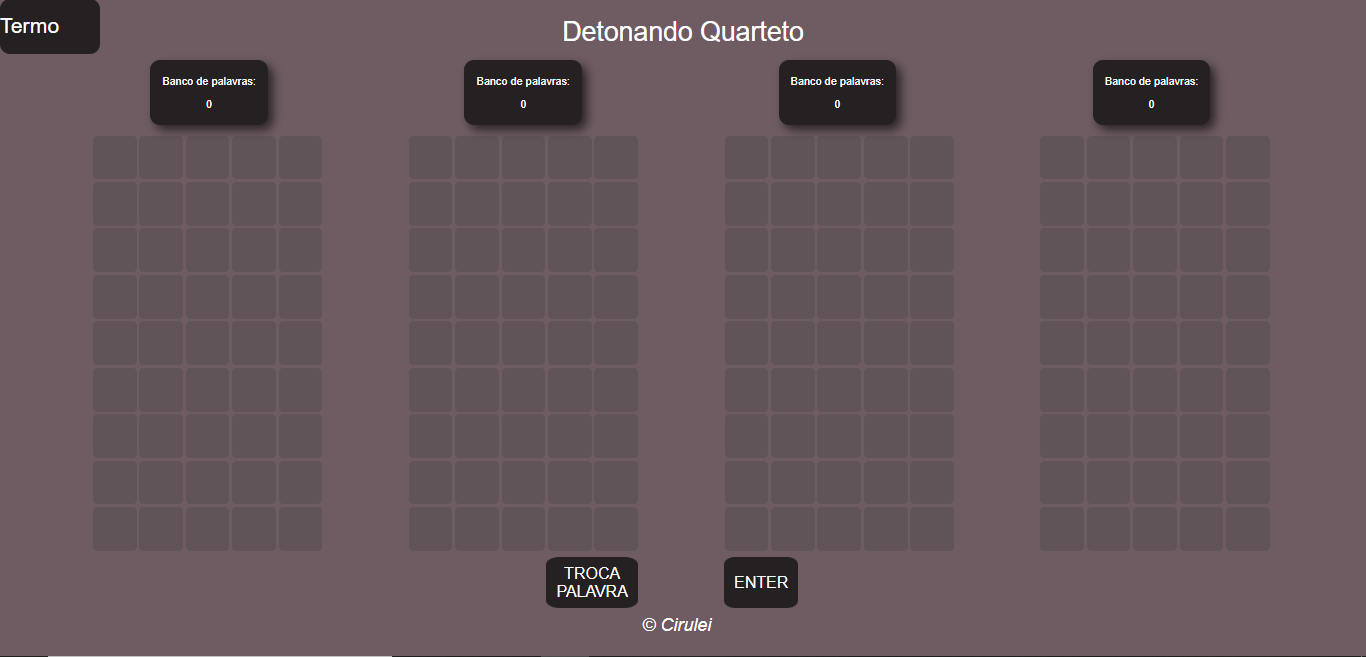 Termo
Detonando Quarteto
Banco de palavras:
0
Banco de palavras:
0
Banco de palavras:
0
Banco de palavras:
0
TROCA
PALAVRA
ENTER
© Cirulei